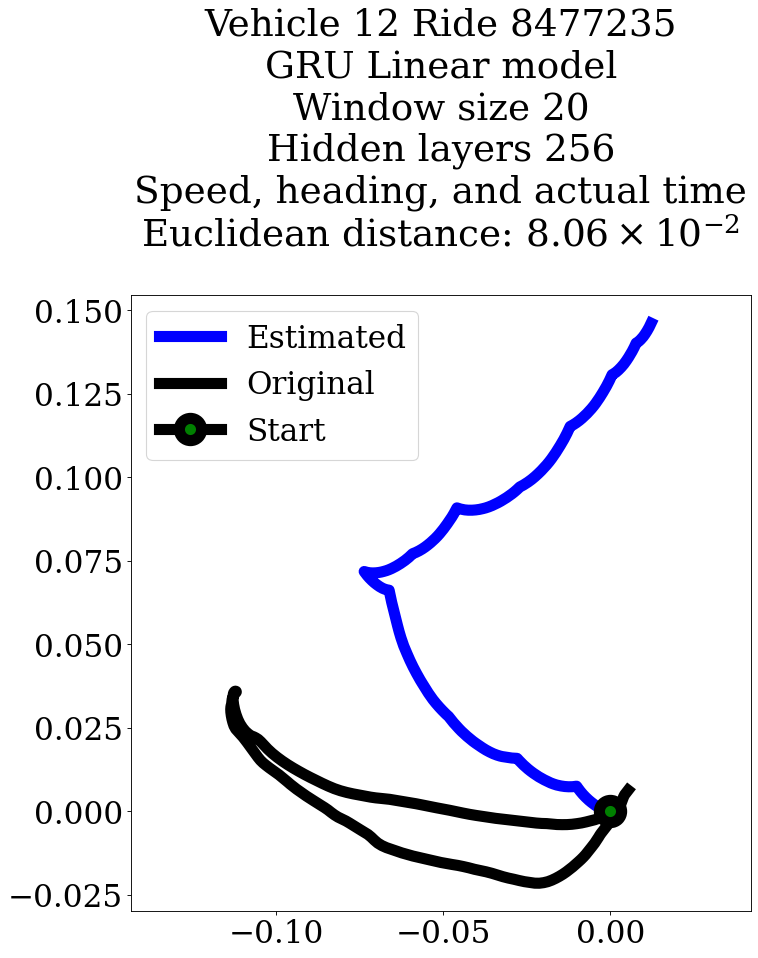 Vehicle 12 Ride 8477235
GRU Linear model
Window size 20
Hidden layers 256
Speed, heading, and actual time
Euclidean distance: 8.06 × 10⁻²
0.150
Estimated
0.125
Original
Start
0.100
0.075
0.050
0.025
0.000
−0.025
−0.10 −0.05 0.00